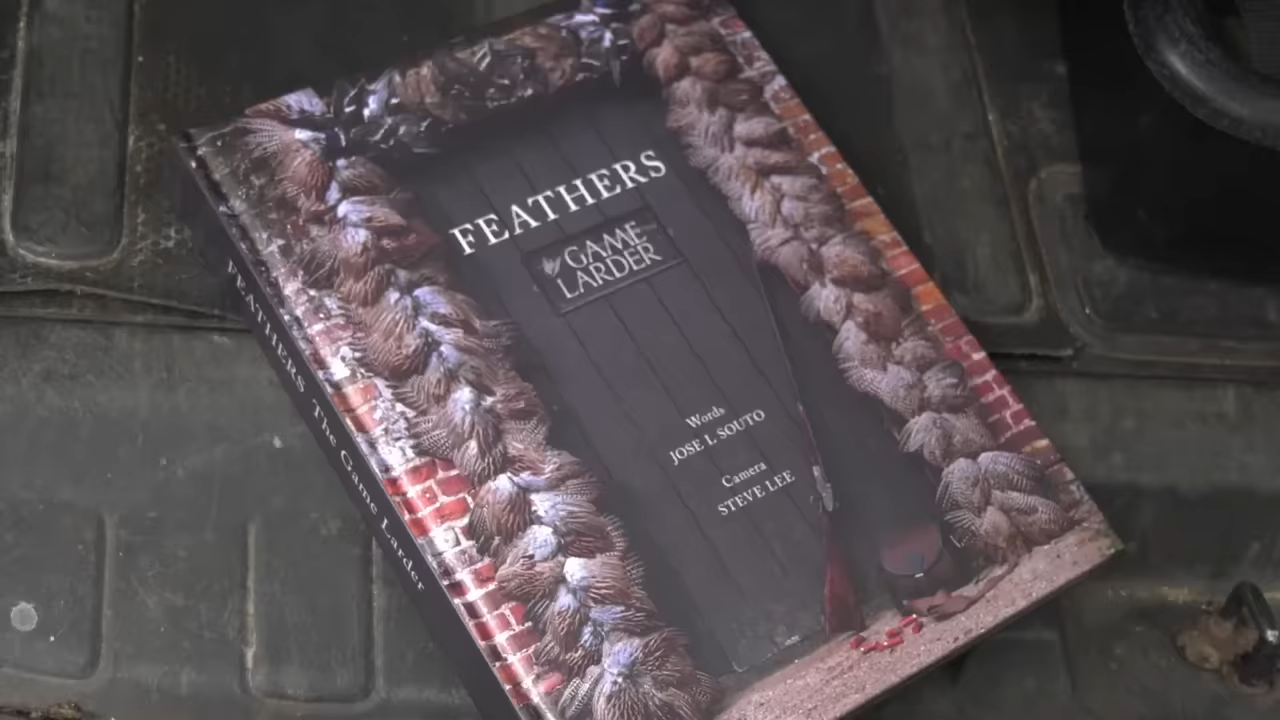 FEATHERS
GAME
LARDER
Words
JOSE L SOUTO
Camera
STEVE LEE
FEATHERS The Game Larder